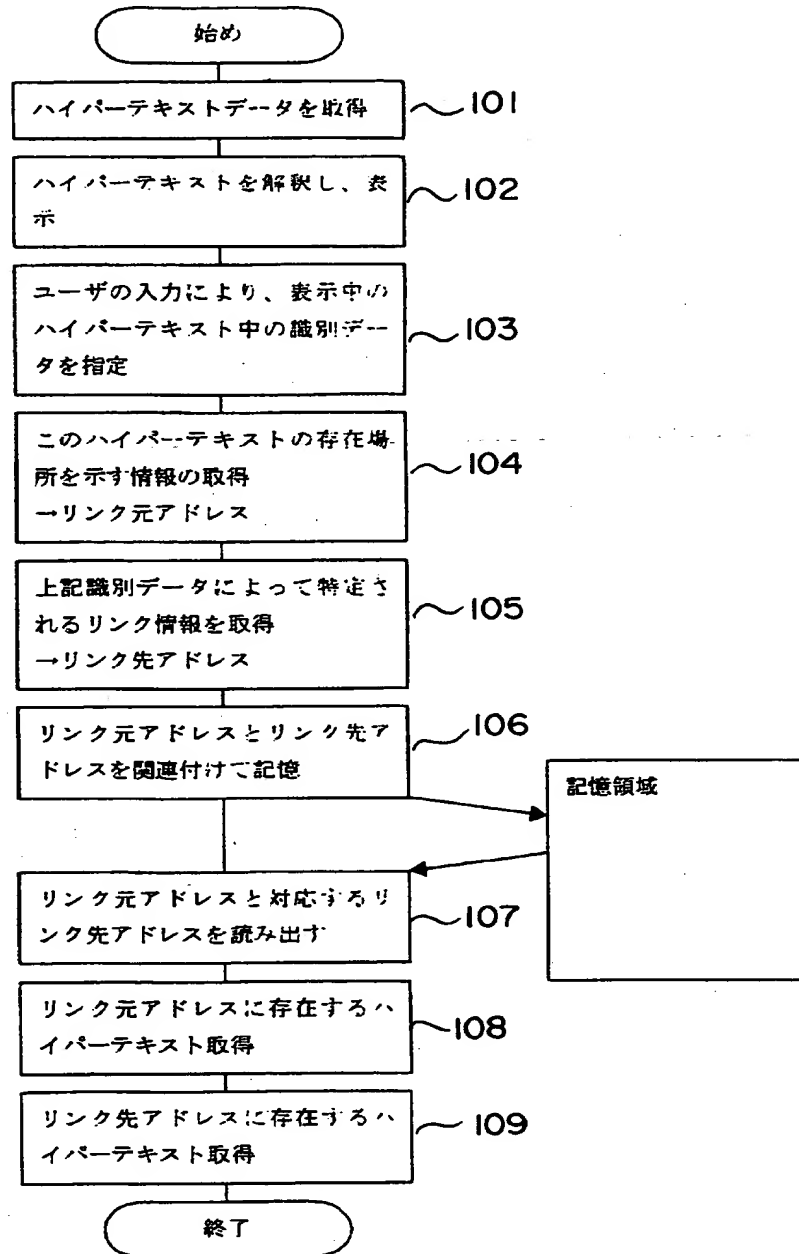 始め
ハイパーテキストデータを取得
101
ハイパーテキストを解釈し、表
示
102
ユーザの入力により、表示中の
ハイパーテキスト中の識別デー
タを指定
103
このハイパーテキストの存在場
所を示す情報の取得
→リンク元アドレス
104
上記識別データによって特定さ
れるリンク情報を取得
→リンク先アドレス
105
リンク元アドレスとリンク先ア
ドレスを関連付けて記憶
106
記憶領域
リンク元アドレスと対応するリ
ンク先アドレスを読み出す
107
リンク元アドレスに存在するハ
イパーテキスト取得
108
リンク先アドレスに存在するハ
イパーテキスト取得
109
終了